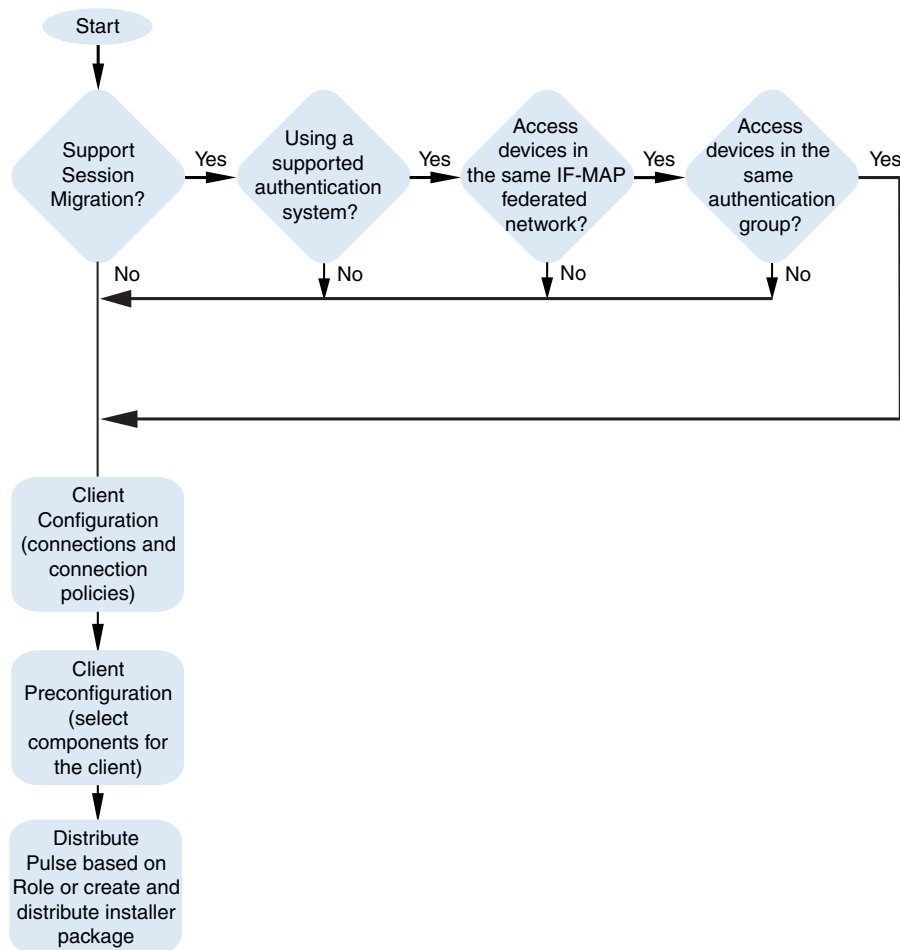 Start
Support
Session
Migration?
Yes
Using a
supported
authentication
system?
Yes
Access
devices in
the same IF-MAP
federated
network?
Yes
Access
devices in the
same
authentication
group?
Yes
No
No
No
No
Client
Configuration
(connections and
connection
policies)
Client
Preconfiguration
(select
components for
the client)
Distribute
Pulse based on
Role or create and
distribute installer
package